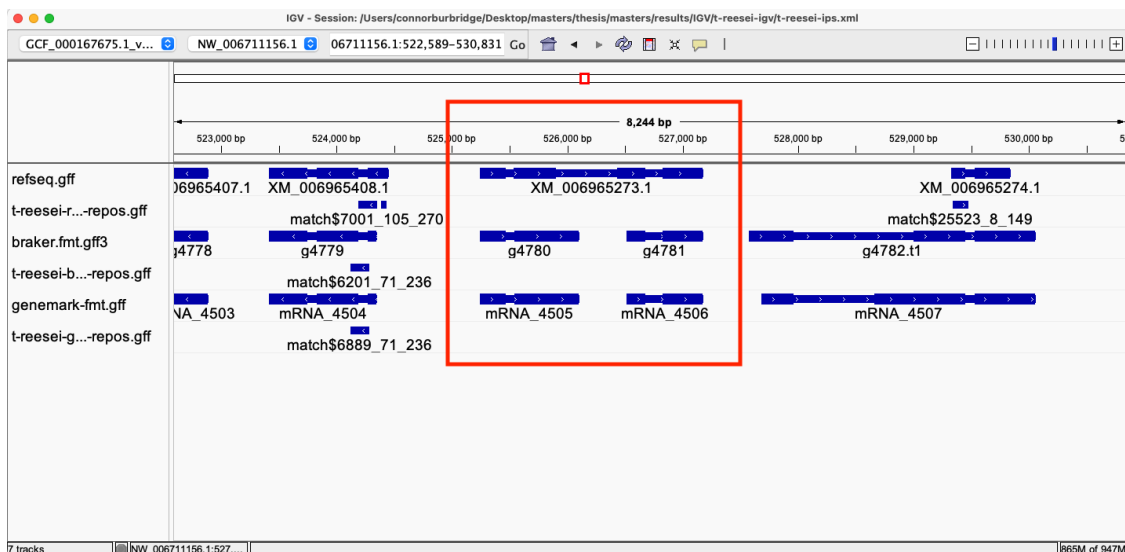 IGV - Session: /Users/connorburbridge/Desktop/masters/thesis/masters/results/IGV/t-reesei-igv/t-reesei-ips.xml
GCF_000167675.1_v... NW_006711156.1 06711156.1:522,589-530,831 Go
8,244 bp
523,000 bp 524,000 bp 525,000 bp 526,000 bp 527,000 bp 528,000 bp 529,000 bp 530,000 bp 5
refseq.gff
06965407.1 XM_006965408.1 XM_006965273.1 XM_006965274.1
t-reesei-r...-repos.gff
match$7001_105_270 match$25523_8_149
braker.fmt.gff3
g4778 g4779 g4780 g4781 g4782.t1
t-reesei-b...-repos.gff
match$6201_71_236
genemark-fmt.gff
NA_4503 mRNA_4504 mRNA_4505 mRNA_4506 mRNA_4507
t-reesei-g...-repos.gff
match$6889_71_236
7 tracks NW_006711156.1:527.... 865M of 947M